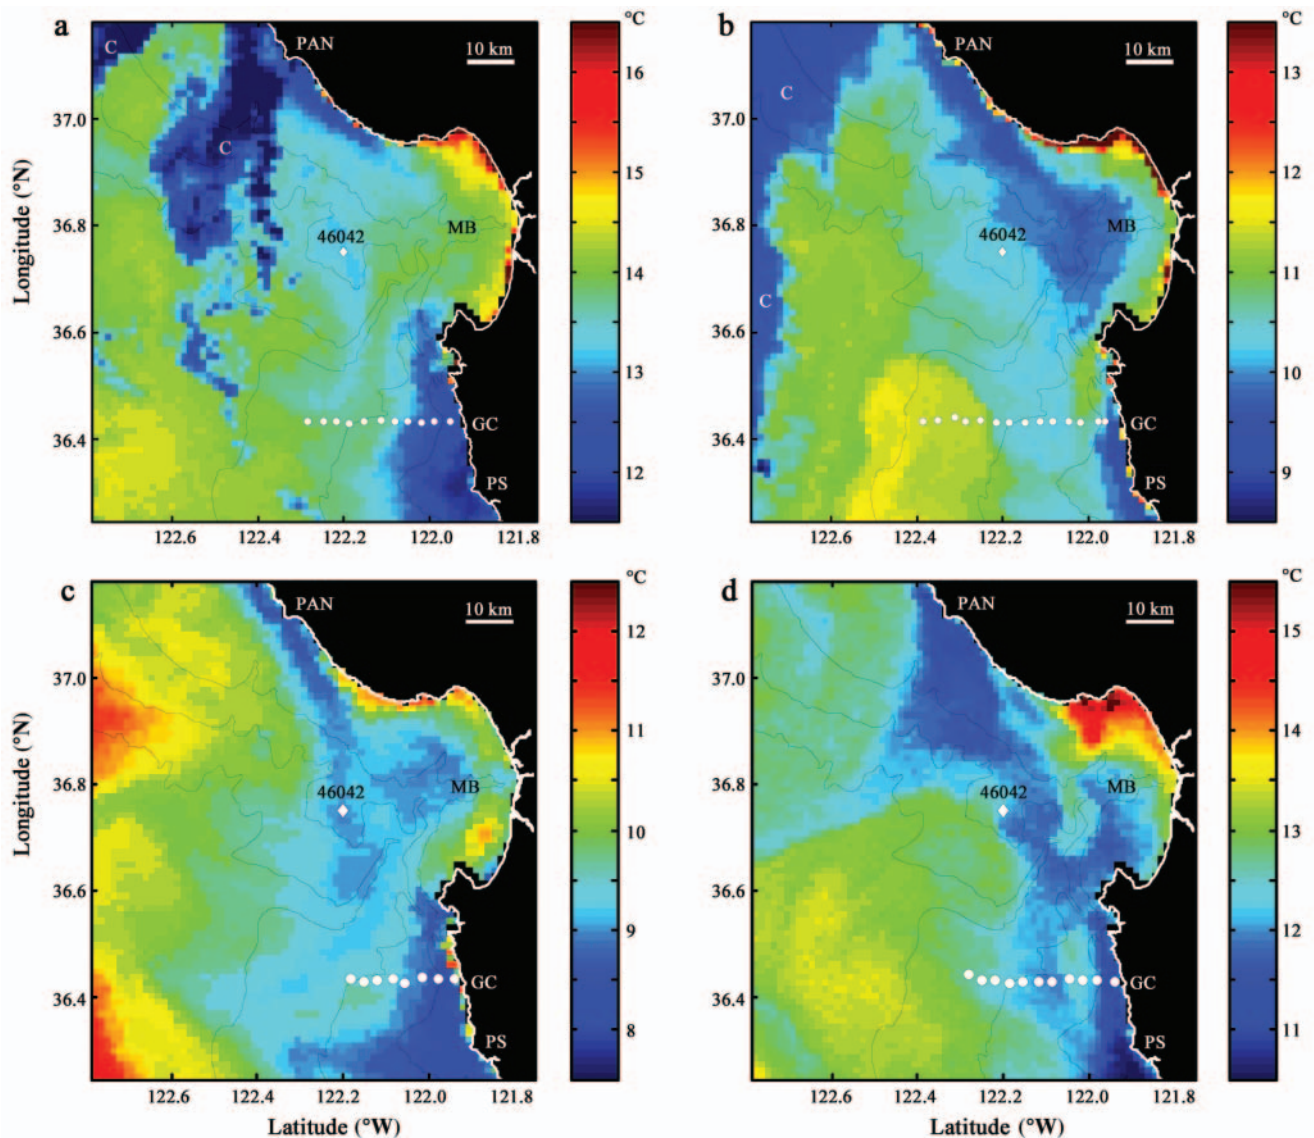 a
°C
PAN
10 km
C
C
46042
MB
GC
PS
16
15
14
13
12
37.0
36.8
36.6
36.4
Longitude (°N)
122.6 122.4 122.2 122.0 121.8
b
°C
PAN
10 km
C
C
46042
MB
GC
PS
13
12
11
10
9
37.0
36.8
36.6
36.4
122.6 122.4 122.2 122.0 121.8
c
°C
PAN
10 km
46042
MB
GC
PS
12
11
10
9
8
37.0
36.8
36.6
36.4
Longitude (°N)
122.6 122.4 122.2 122.0 121.8
Latitude (°W)
d
°C
PAN
10 km
46042
MB
GC
PS
15
14
13
12
11
37.0
36.8
36.6
36.4
122.6 122.4 122.2 122.0 121.8
Latitude (°W)